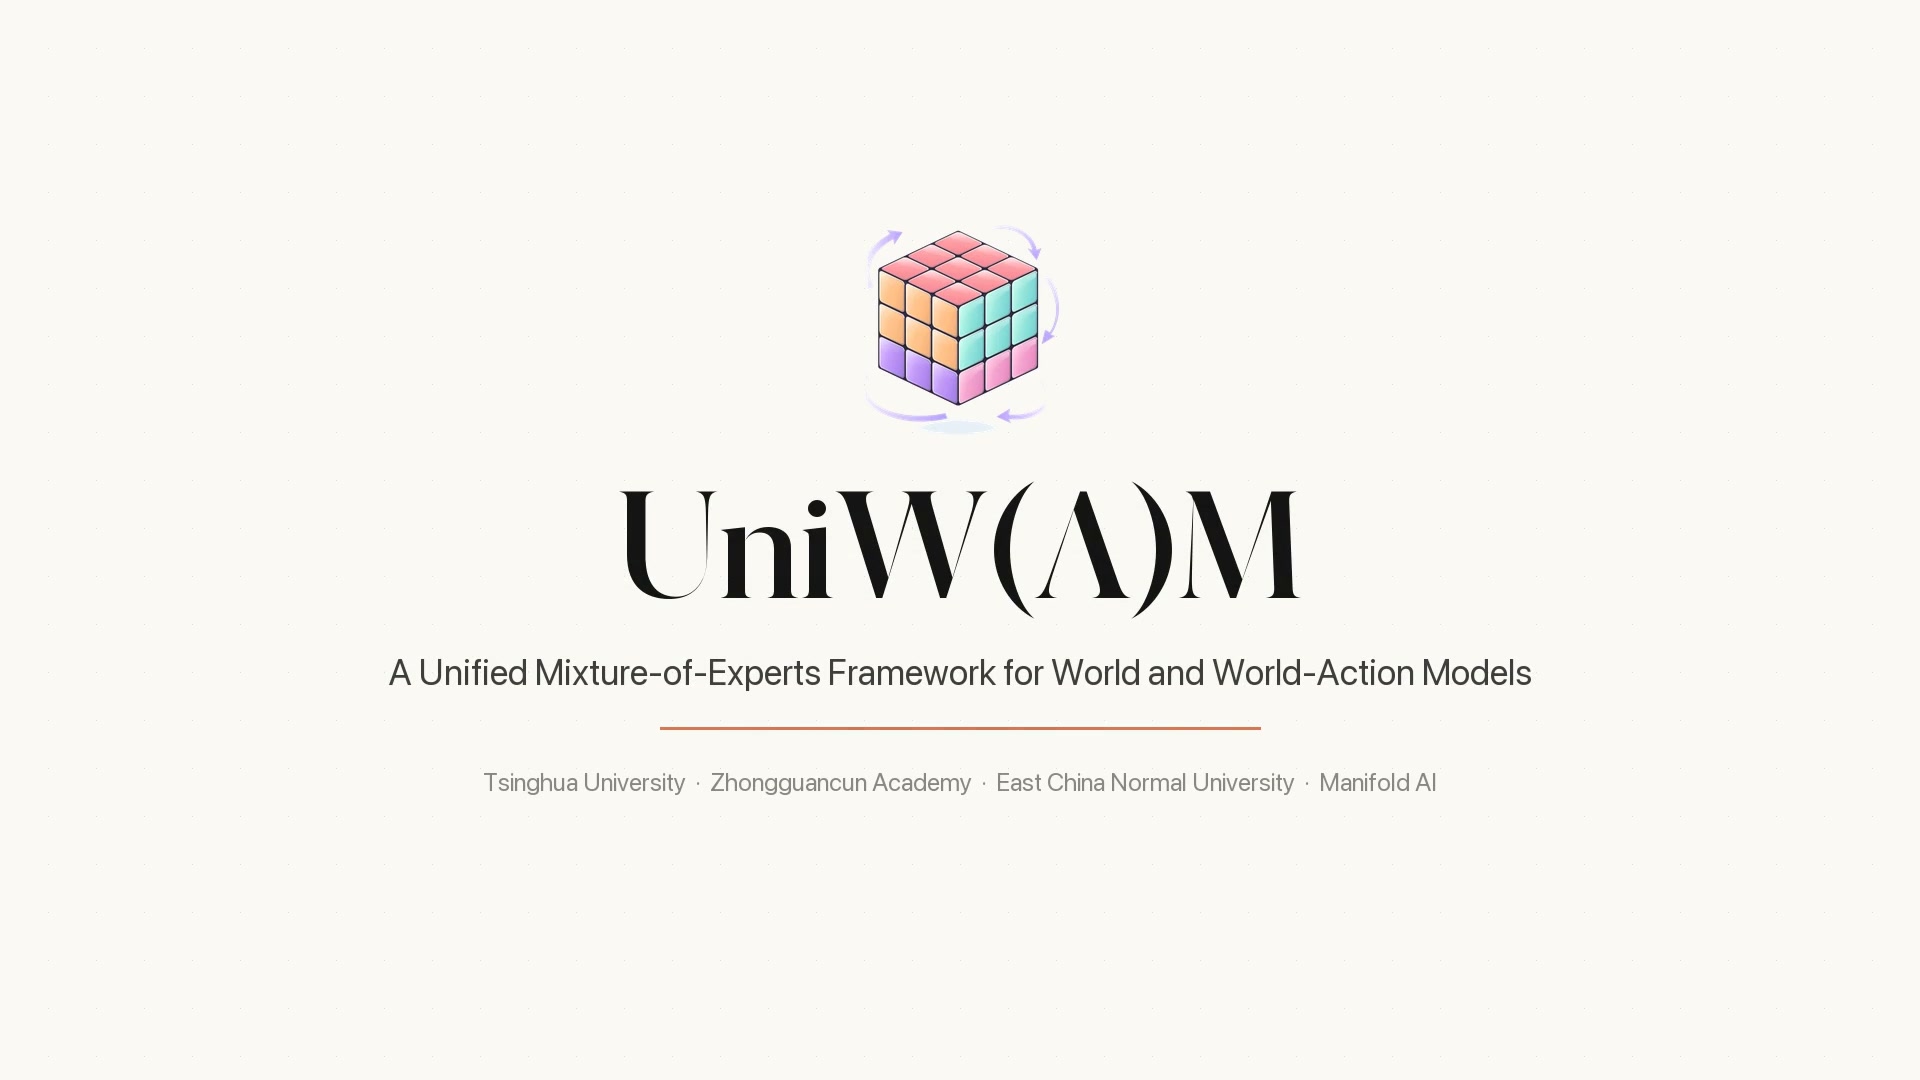 UniW(A)M
A Unified Mixture-of-Experts Framework for World and World-Action Models
Tsinghua University · Zhongguancun Academy · East China Normal University · Manifold AI